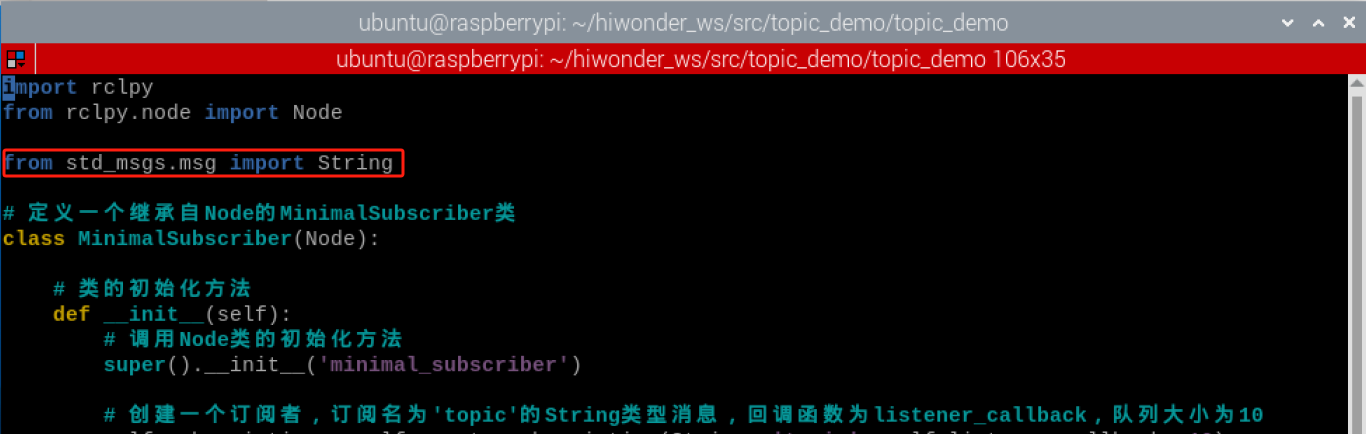 ubuntu@raspberrypi: ~/hiwonder_ws/src/topic_demo/topic_demo
ubuntu@raspberrypi: ~/hiwonder_ws/src/topic_demo/topic_demo 106x35
import rclpy
from rclpy.node import Node
from std_msgs.msg import String
# 定义一个继承自Node的MinimalSubscriber类
class MinimalSubscriber(Node):
# 类的初始化方法
def __init__(self):
# 调用Node类的初始化方法
super().__init__('minimal_subscriber')
# 创建一个订阅者，订阅名为'topic'的String类型消息，回调函数为listener_callback，队列大小为10